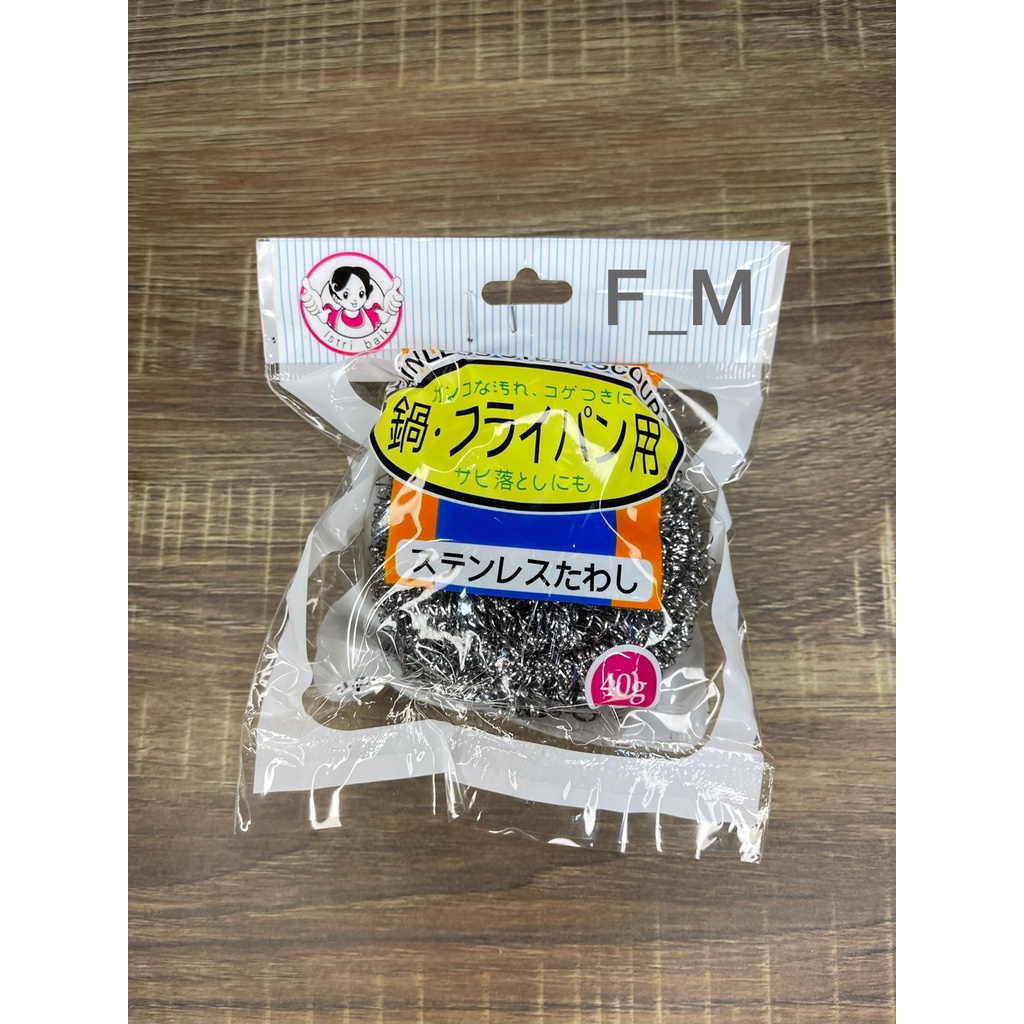 F_M
istri baik
ガンコな汚れ、コゲつきに
鍋・フライパン用
サビ落としにも
ステンレスたわし
40g